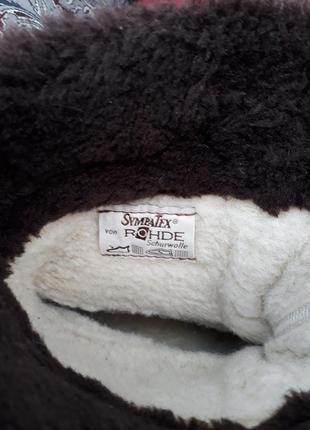 SYMPATEX®
von ROHDE
Schurwolle